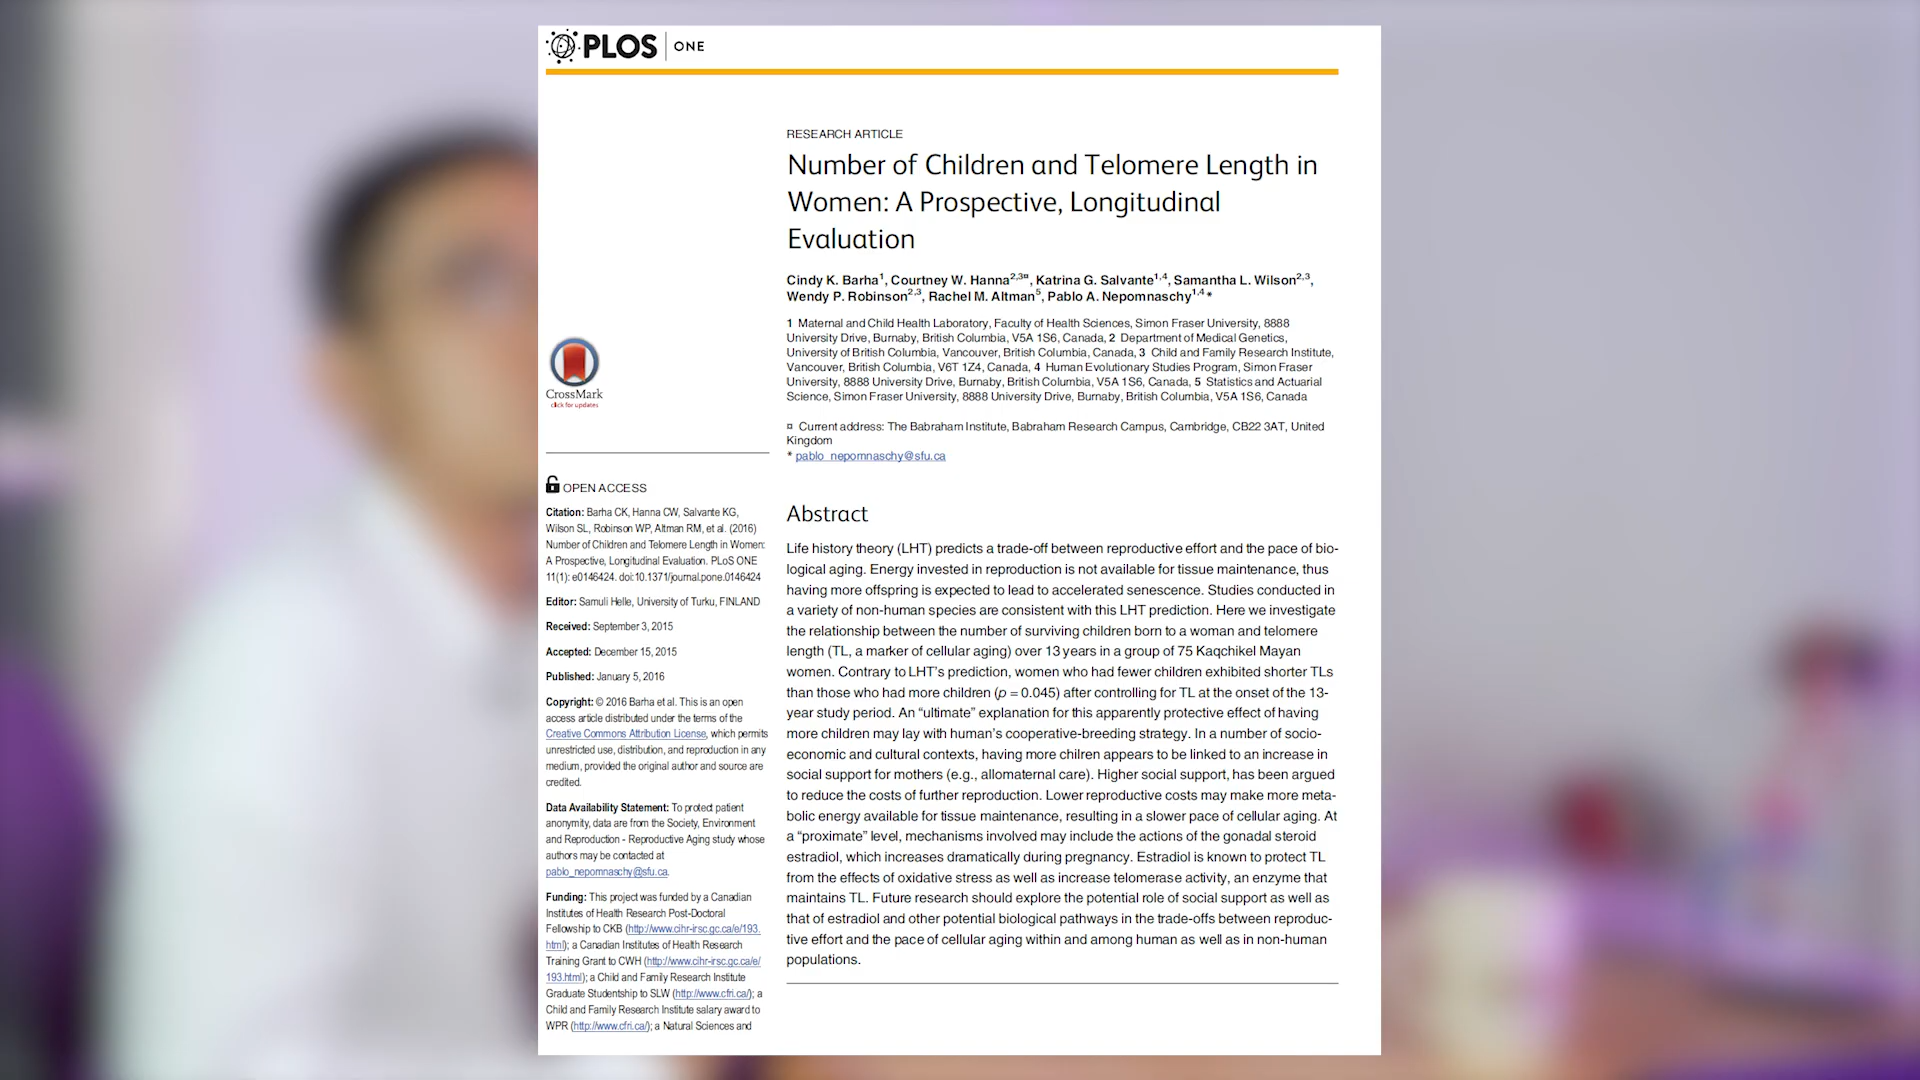 PLOS ONE
RESEARCH ARTICLE
Number of Children and Telomere Length in
Women: A Prospective, Longitudinal
Evaluation
Cindy K. Barha1, Courtney W. Hanna2,3¤, Katrina G. Salvante1,4, Samantha L. Wilson2,3,
Wendy P. Robinson2,3, Rachel M. Altman5, Pablo A. Nepomnaschy1,4*
1 Maternal and Child Health Laboratory, Faculty of Health Sciences, Simon Fraser University, 8888
University Drive, Burnaby, British Columbia, V5A 1S6, Canada, 2 Department of Medical Genetics,
University of British Columbia, Vancouver, British Columbia, Canada, 3 Child and Family Research Institute,
Vancouver, British Columbia, V6T 1Z4, Canada, 4 Human Evolutionary Studies Program, Simon Fraser
University, 8888 University Drive, Burnaby, British Columbia, V5A 1S6, Canada, 5 Statistics and Actuarial
Science, Simon Fraser University, 8888 University Drive, Burnaby, British Columbia, V5A 1S6, Canada
¤ Current address: The Babraham Institute, Babraham Research Campus, Cambridge, CB22 3AT, United
Kingdom
* pablo_nepomnaschy@sfu.ca
Abstract
Life history theory (LHT) predicts a trade-off between reproductive effort and the pace of bio-
logical aging. Energy invested in reproduction is not available for tissue maintenance, thus
having more offspring is expected to lead to accelerated senescence. Studies conducted in
a variety of non-human species are consistent with this LHT prediction. Here we investigate
the relationship between the number of surviving children born to a woman and telomere
length (TL, a marker of cellular aging) over 13 years in a group of 75 Kaqchikel Mayan
women. Contrary to LHT's prediction, women who had fewer children exhibited shorter TLs
than those who had more children (p = 0.045) after controlling for TL at the onset of the 13-
year study period. An “ultimate” explanation for this apparently protective effect of having
more children may lay with human's cooperative-breeding strategy. In a number of socio-
economic and cultural contexts, having more chilren appears to be linked to an increase in
social support for mothers (e.g., allomaternal care). Higher social support, has been argued
to reduce the costs of further reproduction. Lower reproductive costs may make more meta-
bolic energy available for tissue maintenance, resulting in a slower pace of cellular aging. At
a “proximate” level, mechanisms involved may include the actions of the gonadal steroid
estradiol, which increases dramatically during pregnancy. Estradiol is known to protect TL
from the effects of oxidative stress as well as increase telomerase activity, an enzyme that
maintains TL. Future research should explore the potential role of social support as well as
that of estradiol and other potential biological pathways in the trade-offs between reproduc-
tive effort and the pace of cellular aging within and among human as well as in non-human
populations.
CrossMark
click for updates
OPEN ACCESS
Citation: Barha CK, Hanna CW, Salvante KG,
Wilson SL, Robinson WP, Altman RM, et al. (2016)
Number of Children and Telomere Length in Women:
A Prospective, Longitudinal Evaluation. PLoS ONE
11(1): e0146424. doi:10.1371/journal.pone.0146424
Editor: Samuli Helle, University of Turku, FINLAND
Received: September 3, 2015
Accepted: December 15, 2015
Published: January 5, 2016
Copyright: © 2016 Barha et al. This is an open
access article distributed under the terms of the
Creative Commons Attribution License, which permits
unrestricted use, distribution, and reproduction in any
medium, provided the original author and source are
credited.
Data Availability Statement: To protect patient
anonymity, data are from the Society, Environment
and Reproduction - Reproductive Aging study whose
authors may be contacted at
pablo_nepomnaschy@sfu.ca.
Funding: This project was funded by a Canadian
Institutes of Health Research Post-Doctoral
Fellowship to CKB (http://www.cihr-irsc.gc.ca/e/193.
html); a Canadian Institutes of Health Research
Training Grant to CWH (http://www.cihr-irsc.gc.ca/e/
193.html); a Child and Family Research Institute
Graduate Studentship to SLW (http://www.cfri.ca/); a
Child and Family Research Institute salary award to
WPR (http://www.cfri.ca/); a Natural Sciences and